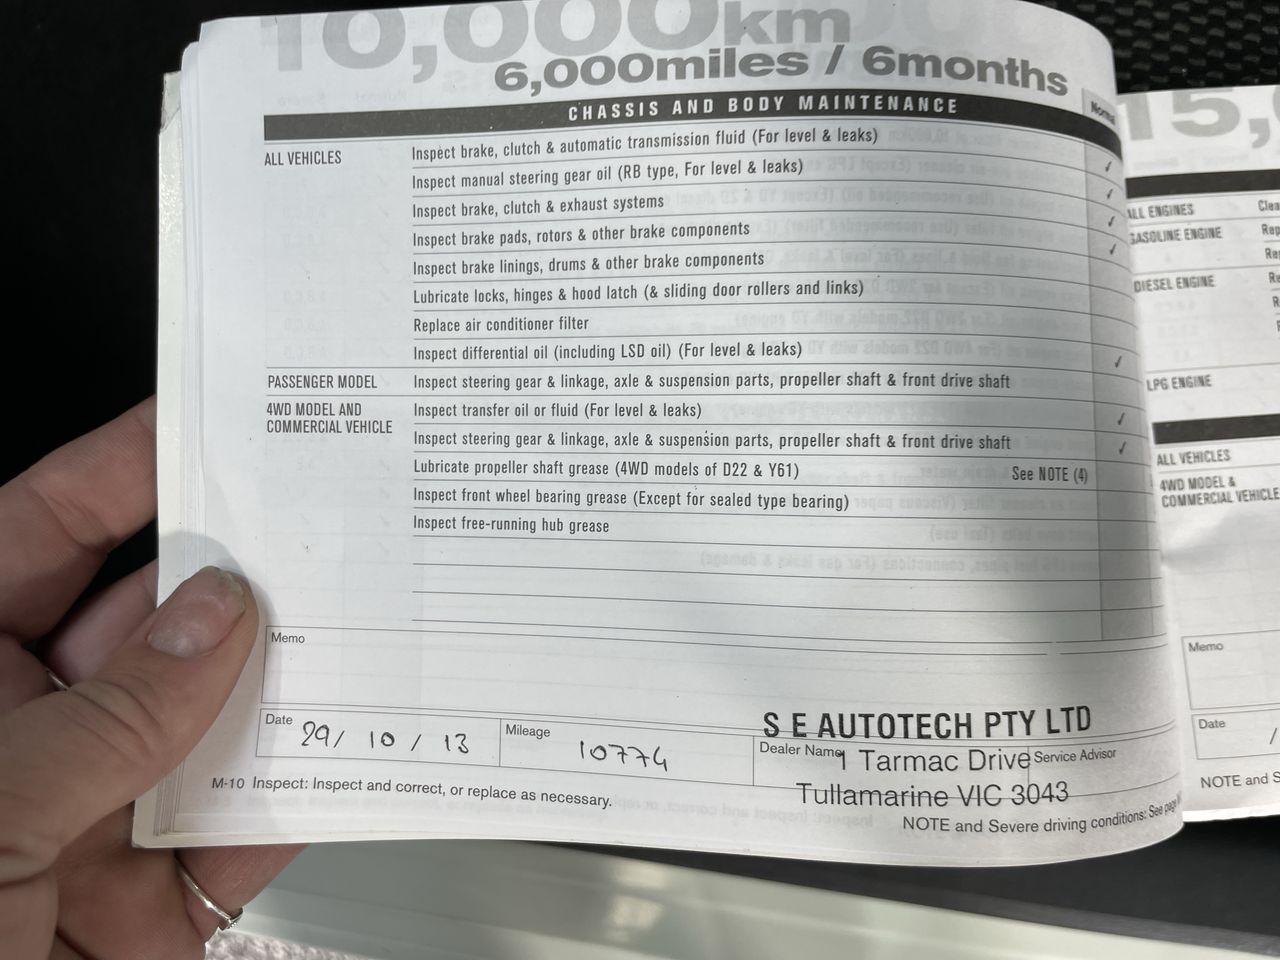 10,000km
6,000miles / 6months
CHASSIS AND BODY MAINTENANCE
Normal
ALL VEHICLES
Inspect brake, clutch & automatic transmission fluid (For level & leaks) ✓
Inspect manual steering gear oil (RB type, For level & leaks) ✓
Inspect brake, clutch & exhaust systems ✓
Inspect brake pads, rotors & other brake components ✓
Inspect brake linings, drums & other brake components
Lubricate locks, hinges & hood latch (& sliding door rollers and links)
Replace air conditioner filter
Inspect differential oil (including LSD oil) (For level & leaks) ✓
PASSENGER MODEL Inspect steering gear & linkage, axle & suspension parts, propeller shaft & front drive shaft
4WD MODEL AND
COMMERCIAL VEHICLE
Inspect transfer oil or fluid (For level & leaks) ✓
Inspect steering gear & linkage, axle & suspension parts, propeller shaft & front drive shaft ✓
Lubricate propeller shaft grease (4WD models of D22 & Y61) See NOTE (4)
Inspect front wheel bearing grease (Except for sealed type bearing)
Inspect free-running hub grease
Memo
Date 29/ 10 / 13
Mileage 10774
S E AUTOTECH PTY LTD
Dealer Name
1 Tarmac Drive
Service Advisor
Tullamarine VIC 3043
M-10 Inspect: Inspect and correct, or replace as necessary.
NOTE and Severe driving conditions: See page
15,
ALL ENGINES
GASOLINE ENGINE
DIESEL ENGINE
LPG ENGINE
ALL VEHICLES
4WD MODEL &
COMMERCIAL VEHICLE
Memo
Date /
NOTE and S